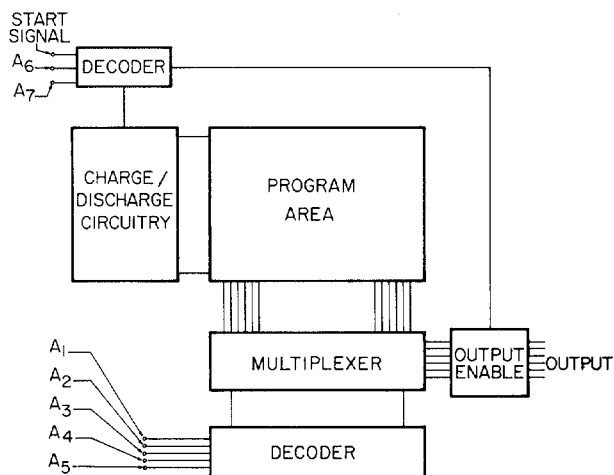 START
SIGNAL
A6
A7
DECODER
CHARGE/
DISCHARGE
CIRCUITRY
PROGRAM
AREA
A1
A2
A3
A4
A5
MULTIPLEXER
OUTPUT
ENABLE
OUTPUT
DECODER